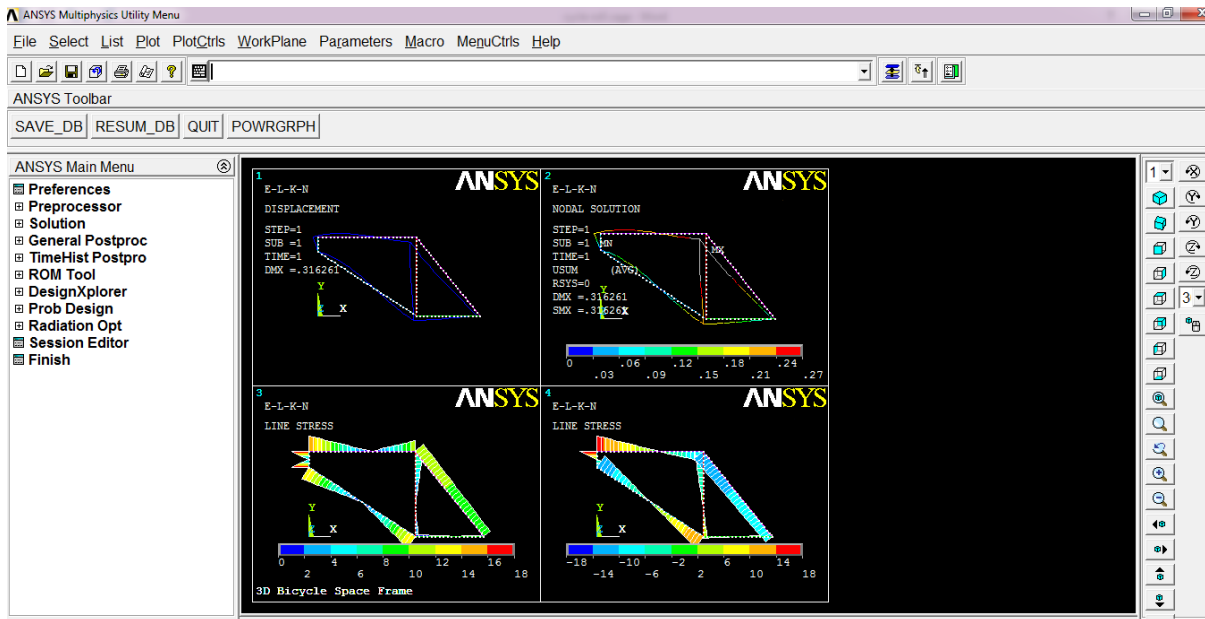 ANSYS Multiphysics Utility Menu
File Select List Plot PlotCtrls WorkPlane Parameters Macro MenuCtrls Help
ANSYS Toolbar
SAVE_DB RESUM_DB QUIT POWRGRPH
ANSYS Main Menu
Preferences
Preprocessor
Solution
General Postproc
TimeHist Postpro
ROM Tool
DesignXplorer
Prob Design
Radiation Opt
Session Editor
Finish
1
ANSYS
E-L-K-N
DISPLACEMENT
STEP=1
SUB =1
TIME=1
DMX =.316261
Y
X
2
ANSYS
E-L-K-N
NODAL SOLUTION
STEP=1
SUB =1 MN MX
TIME=1
USUM (AVG)
RSYS=0
DMX =.316261
SMX =.316261
Y
X
0 .06 .12 .18 .24
.03 .09 .15 .21 .27
3
ANSYS
E-L-K-N
LINE STRESS
Y
X
0 4 8 12 16
2 6 10 14 18
3D Bicycle Space Frame
4
ANSYS
E-L-K-N
LINE STRESS
Y
X
-18 -10 -2 6 14
-14 -6 2 10 18
1
3